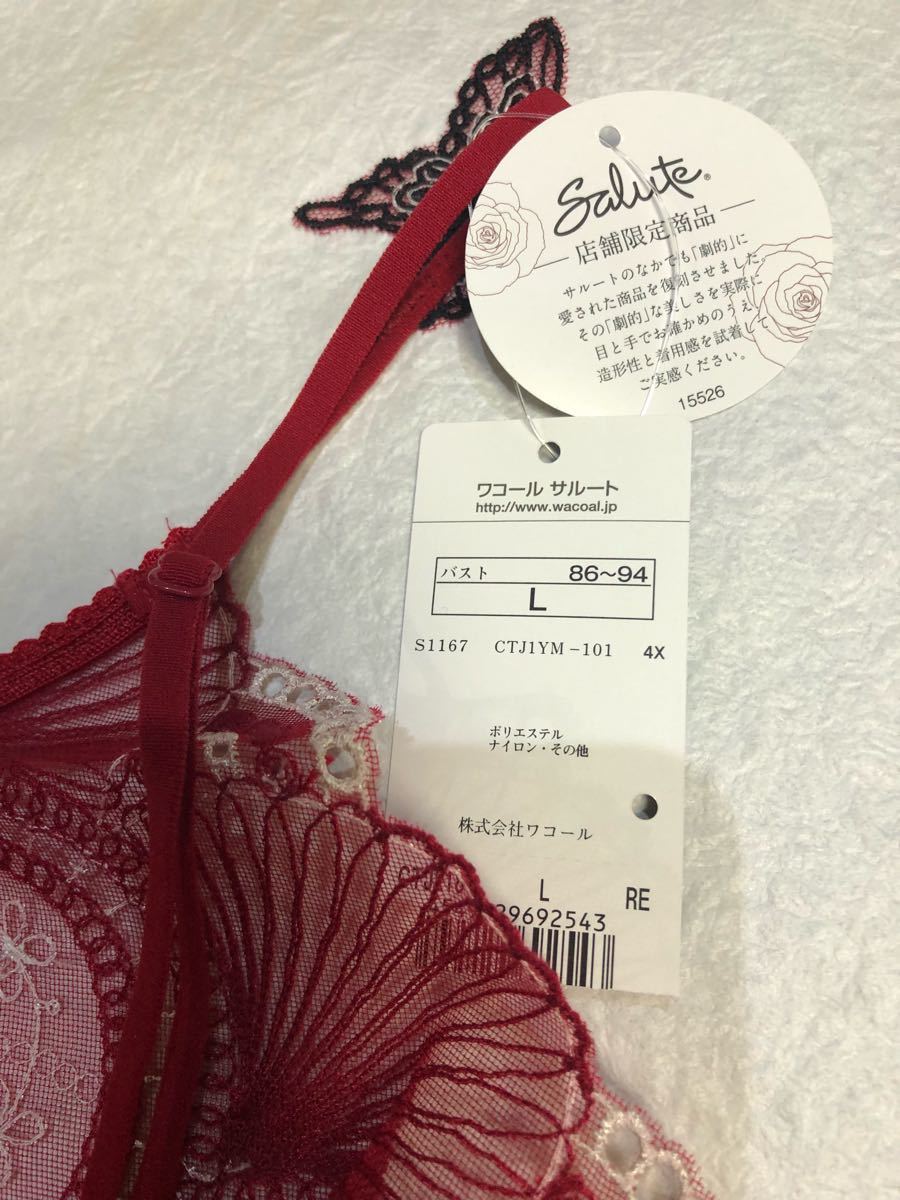 Salute®
店舗限定商品
サルートのなかでも「劇的」に
愛された商品を復刻させました。
その「劇的」な美しさを実際に
目と手でお確かめのうえ、
造形性と着用感を試着して
ご実感ください。
15526
ワコール サルート
http://www.wacoal.jp
バスト 86〜94
L
S1167 CTJ1YM-101 4X
ポリエステル
ナイロン・その他
株式会社ワコール
L RE
9692543